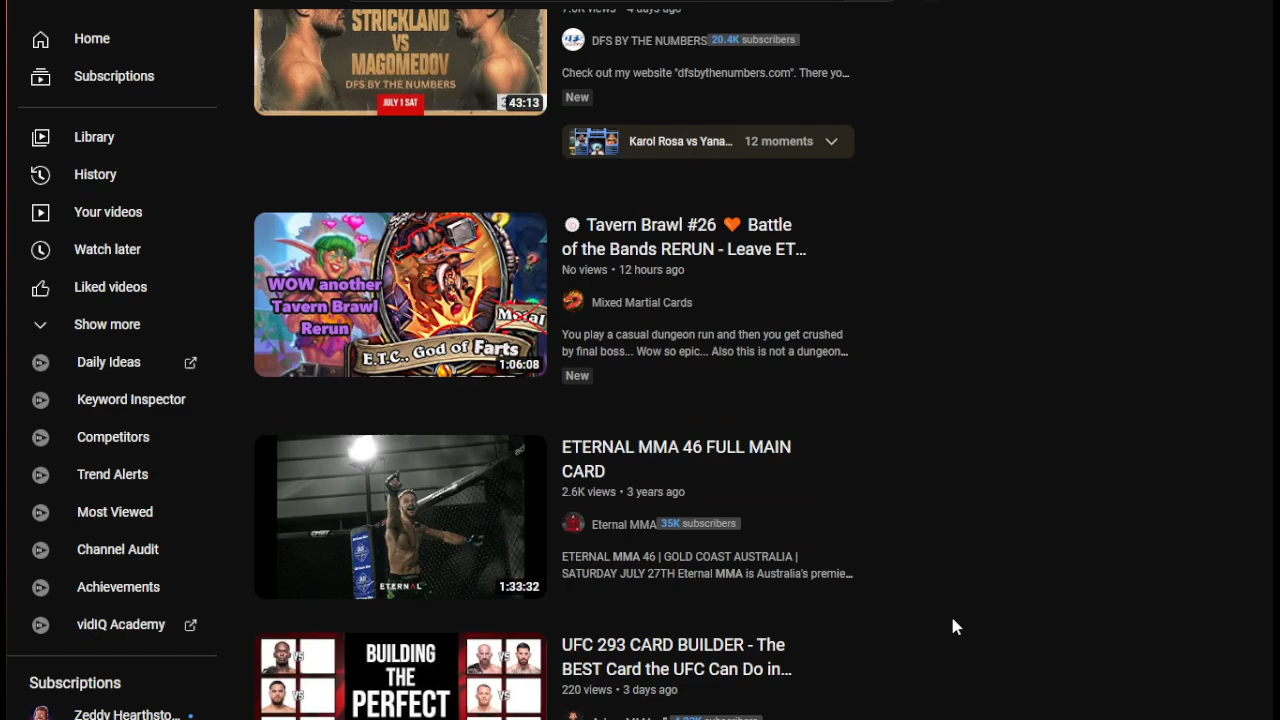 Home
Subscriptions
Library
History
Your videos
Watch later
Liked videos
Show more
Daily Ideas
Keyword Inspector
Competitors
Trend Alerts
Most Viewed
Channel Audit
Achievements
vidIQ Academy
Subscriptions
Zeddy Hearthsto...
STRICKLAND
VS
MAGOMEDOV
DFS BY THE NUMBERS
JULY 1 SAT
43:13
DFS BY THE NUMBERS 20.4K subscribers
Check out my website "dfsbythenumbers.com". There yo...
New
Karol Rosa vs Yana... 12 moments
WOW another
Tavern Brawl
Rerun
Metal
E.T.C., God of Farts
1:06:08
Tavern Brawl #26 🧡 Battle
of the Bands RERUN - Leave ET...
No views • 12 hours ago
Mixed Martial Cards
You play a casual dungeon run and then you get crushed
by final boss... Wow so epic... Also this is not a dungeon...
New
ETERNAL
1:33:32
ETERNAL MMA 46 FULL MAIN
CARD
2.6K views • 3 years ago
Eternal MMA 35K subscribers
ETERNAL MMA 46 | GOLD COAST AUSTRALIA |
SATURDAY JULY 27TH Eternal MMA is Australia's premie...
VS
VS
BUILDING
THE
PERFECT
VS
VS
UFC 293 CARD BUILDER - The
BEST Card the UFC Can Do in...
220 views • 3 days ago